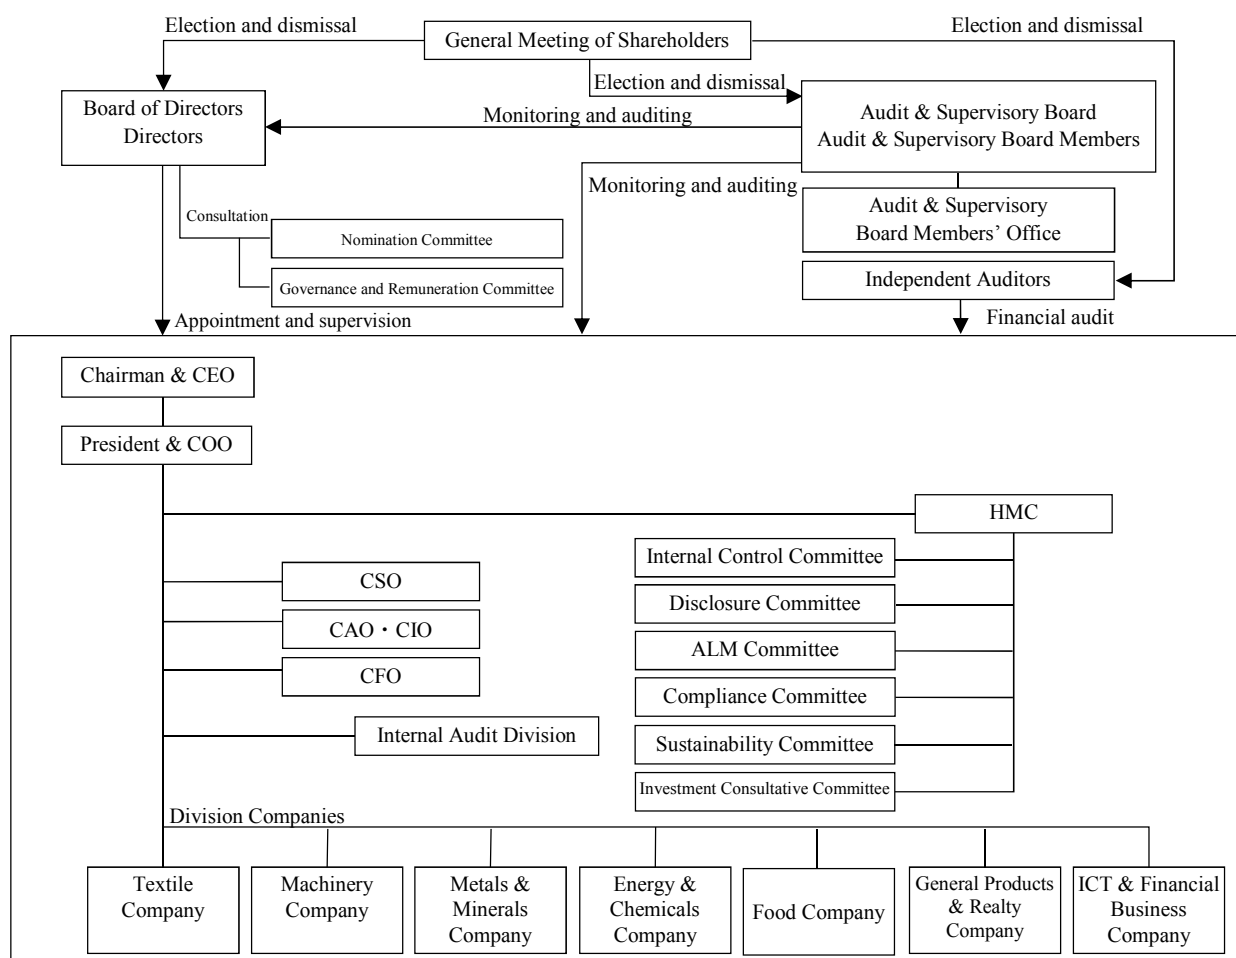 Election and dismissal
General Meeting of Shareholders
Election and dismissal
Election and dismissal
Board of Directors
Directors
Monitoring and auditing
Audit & Supervisory Board
Audit & Supervisory Board Members
Monitoring and auditing
Audit & Supervisory
Board Members’ Office
Consultation
Nomination Committee
Governance and Remuneration Committee
Independent Auditors
Appointment and supervision
Financial audit
Chairman & CEO
President & COO
HMC
Internal Control Committee
CSO
Disclosure Committee
CAO・CIO
ALM Committee
CFO
Compliance Committee
Internal Audit Division
Sustainability Committee
Investment Consultative Committee
Division Companies
Textile
Company
Machinery
Company
Metals &
Minerals
Company
Energy &
Chemicals
Company
Food Company
General Products
& Realty
Company
ICT & Financial
Business
Company